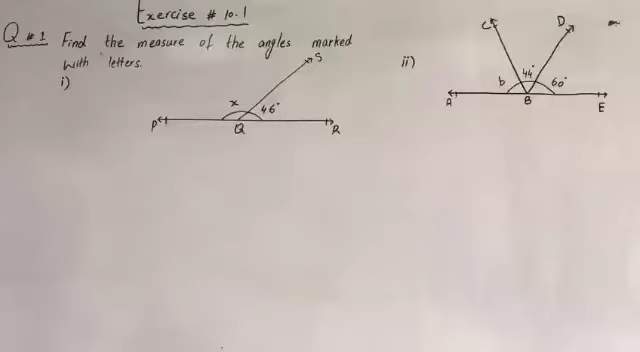 Exercise # 10.1
Q # 1 Find the measure of the angles marked
with letters.
i)
x
46°
S
P
Q
R
ii)
C
D
b
44°
60°
A
B
E